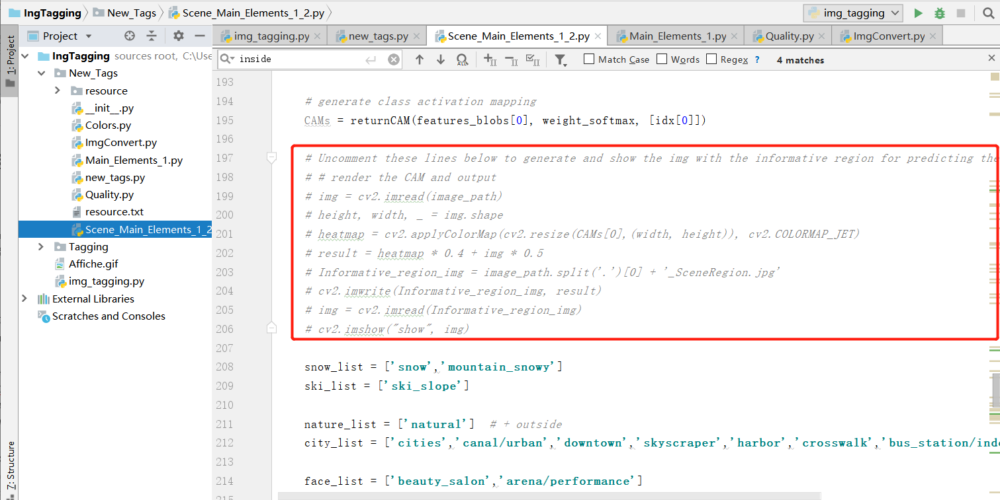 IngTagging New_Tags Scene_Main_Elements_1_2.py img_tagging
1: Project
Project
img_tagging.py new_tags.py Scene_Main_Elements_1_2.py Main_Elements_1.py Quality.py ImgConvert.py
inside Match Case Words Regex ? 4 matches
IngTagging sources root, C:\Use
New_Tags
resource
__init__.py
Colors.py
ImgConvert.py
Main_Elements_1.py
new_tags.py
Quality.py
resource.txt
Scene_Main_Elements_1_2
Tagging
Affiche.gif
img_tagging.py
External Libraries
Scratches and Consoles
7: Structure
193
194 # generate class activation mapping
195 CAMs = returnCAM(features_blobs[0], weight_softmax, [idx[0]])
196
197 # Uncomment these lines below to generate and show the img with the informative region for predicting the
198 # # render the CAM and output
199 # img = cv2.imread(image_path)
200 # height, width, _ = img.shape
201 # heatmap = cv2.applyColorMap(cv2.resize(CAMs[0],(width, height)), cv2.COLORMAP_JET)
202 # result = heatmap * 0.4 + img * 0.5
203 # Informative_region_img = image_path.split('.')[0] + '_SceneRegion.jpg'
204 # cv2.imwrite(Informative_region_img, result)
205 # img = cv2.imread(Informative_region_img)
206 # cv2.imshow("show", img)
207
208 snow_list = ['snow','mountain_snowy']
209 ski_list = ['ski_slope']
210
211 nature_list = ['natural'] # + outside
212 city_list = ['cities','canal/urban','downtown','skyscraper','harbor','crosswalk','bus_station/indo
213
214 face_list = ['beauty_salon','arena/performance']
215